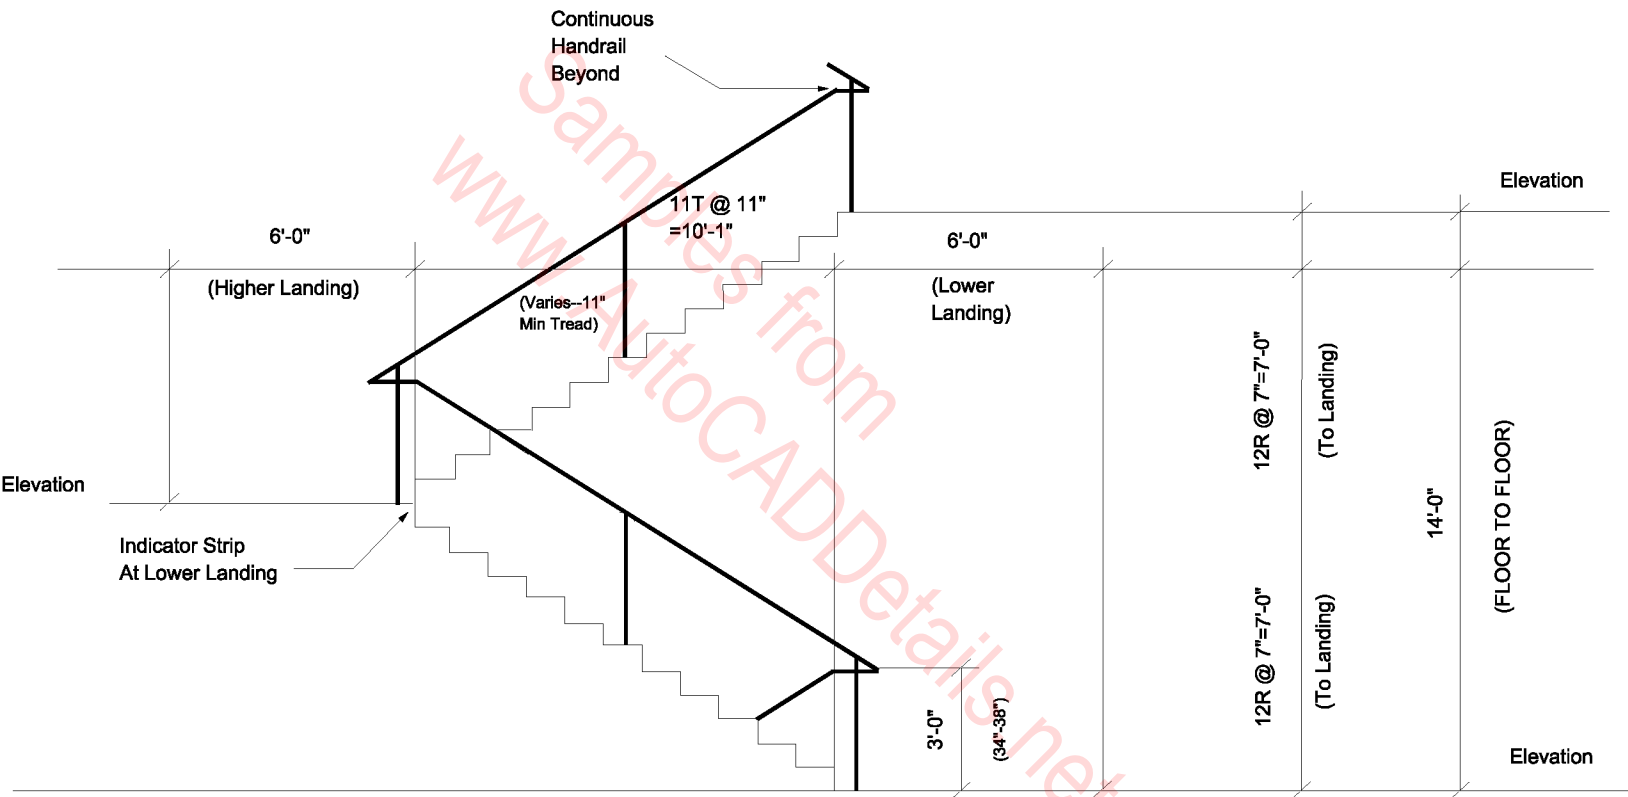 Continuous
Handrail
Beyond
Elevation
11T @ 11"
=10'-1"
6'-0"
6'-0"
(Higher Landing)
(Varies--11"
Min Tread)
(Lower
Landing)
12R @ 7"=7'-0"
(To Landing)
Elevation
14'-0"
(FLOOR TO FLOOR)
Indicator Strip
At Lower Landing
12R @ 7"=7'-0"
(To Landing)
3'-0"
(34"-38")
Elevation
Samples from
www.AutoCADDetails.net